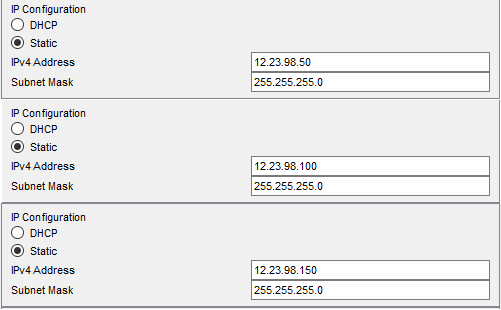 IP Configuration
DHCP
Static
IPv4 Address 12.23.98.50
Subnet Mask 255.255.255.0
IP Configuration
DHCP
Static
IPv4 Address 12.23.98.100
Subnet Mask 255.255.255.0
IP Configuration
DHCP
Static
IPv4 Address 12.23.98.150
Subnet Mask 255.255.255.0